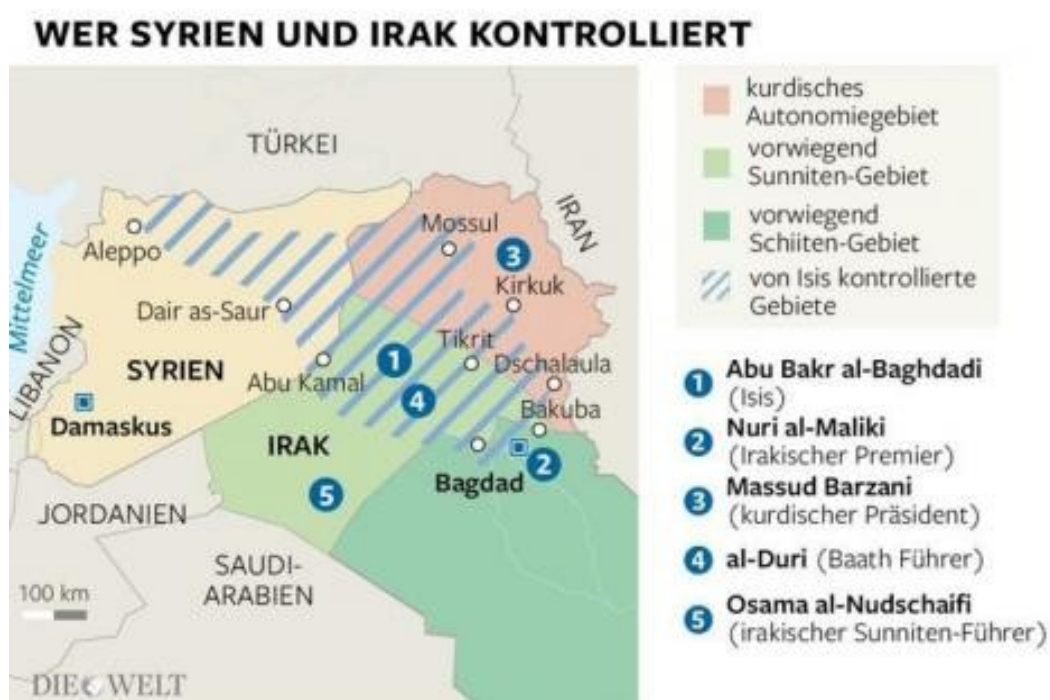 WER SYRIEN UND IRAK KONTROLLIERT
TÜRKEI
IRAN
Mittelmeer
Aleppo
Mossul
3
Kirkuk
Dair as-Saur
LIBANON
SYRIEN
Tikrit
1
Dschalaula
Abu Kamal
4
Bakuba
Damaskus
IRAK
2
Bagdad
5
JORDANIEN
SAUDI-
ARABIEN
100 km
DIE WELT
kurdisches
Autonomiegebiet
vorwiegend
Sunniten-Gebiet
vorwiegend
Schiiten-Gebiet
von Isis kontrollierte
Gebiete
1 Abu Bakr al-Baghdadi
(Isis)
2 Nuri al-Maliki
(Irakischer Premier)
3 Massud Barzani
(kurdischer Präsident)
4 al-Duri (Baath Führer)
5 Osama al-Nudschaifi
(irakischer Sunniten-Führer)